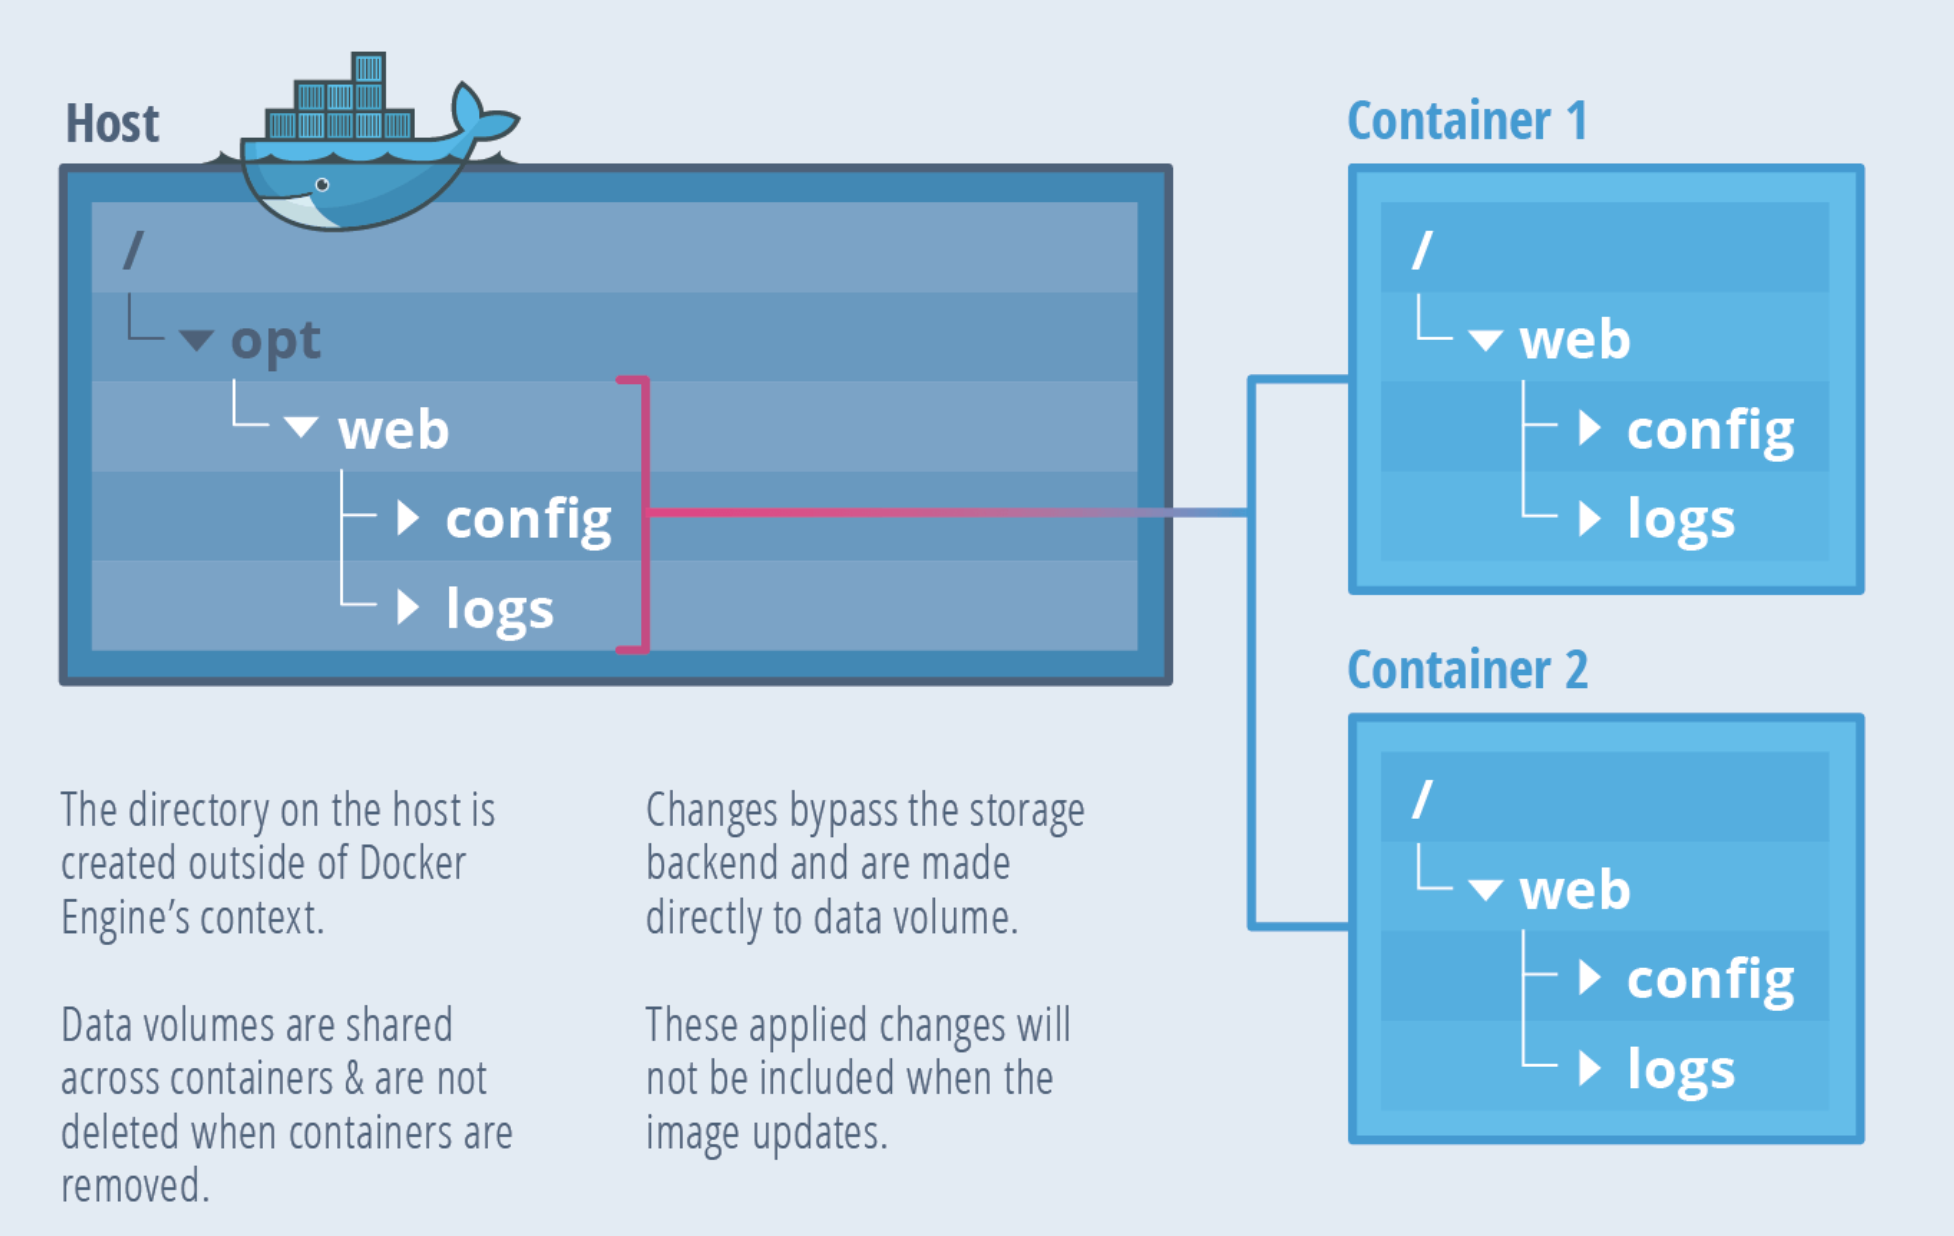 Host
/
opt
web
config
logs
Container 1
/
web
config
logs
Container 2
/
web
config
logs
The directory on the host is
created outside of Docker
Engine’s context.
Data volumes are shared
across containers & are not
deleted when containers are
removed.
Changes bypass the storage
backend and are made
directly to data volume.
These applied changes will
not be included when the
image updates.